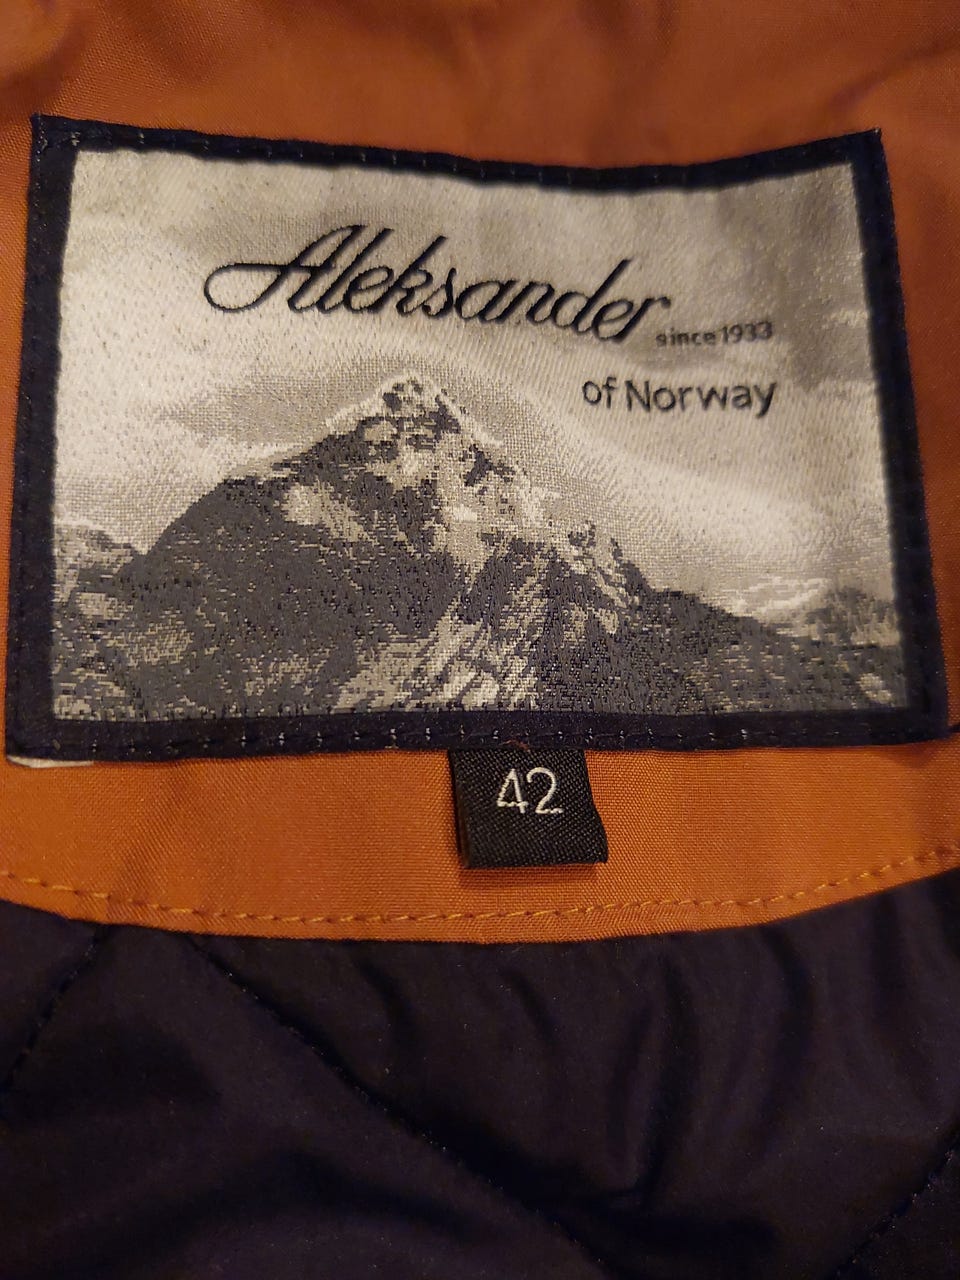 Aleksander
since 1933
of Norway
42